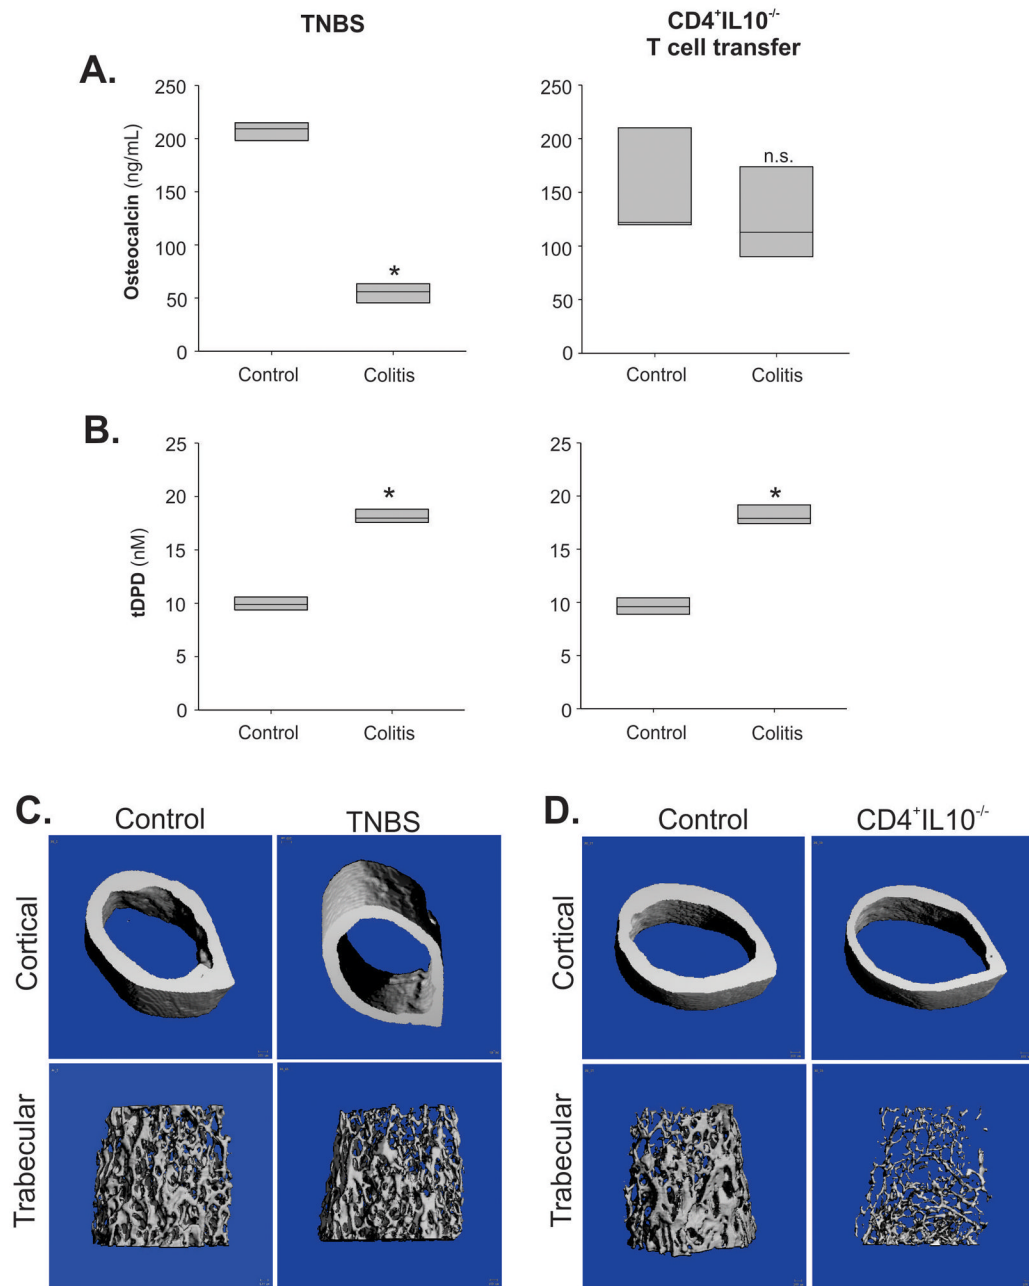 TNBS
CD4⁺IL10⁻/⁻
T cell transfer
A.
Osteocalcin (ng/mL)
250
200
150
100
50
0
*
Control
Colitis
250
200
150
100
50
0
n.s.
Control
Colitis
B.
tDPD (nM)
25
20
15
10
5
0
*
Control
Colitis
25
20
15
10
5
0
*
Control
Colitis
C.
Control
TNBS
Cortical
Trabecular
D.
Control
CD4⁺IL10⁻/⁻
Cortical
Trabecular